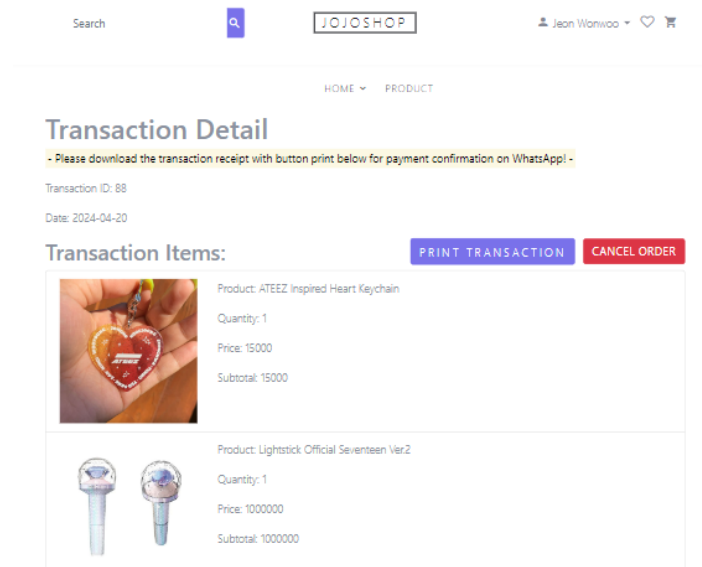 Search
JOJOSHOP
Jeon Wonwoo
HOME
PRODUCT
Transaction Detail
- Please download the transaction receipt with button print below for payment confirmation on WhatsApp! -
Transaction ID: 88
Date: 2024-04-20
Transaction Items:
PRINT TRANSACTION
CANCEL ORDER
ATEEZ
Product: ATEEZ Inspired Heart Keychain
Quantity: 1
Price: 15000
Subtotal: 15000
Product: Lightstick Official Seventeen Ver.2
Quantity: 1
Price: 1000000
Subtotal: 1000000